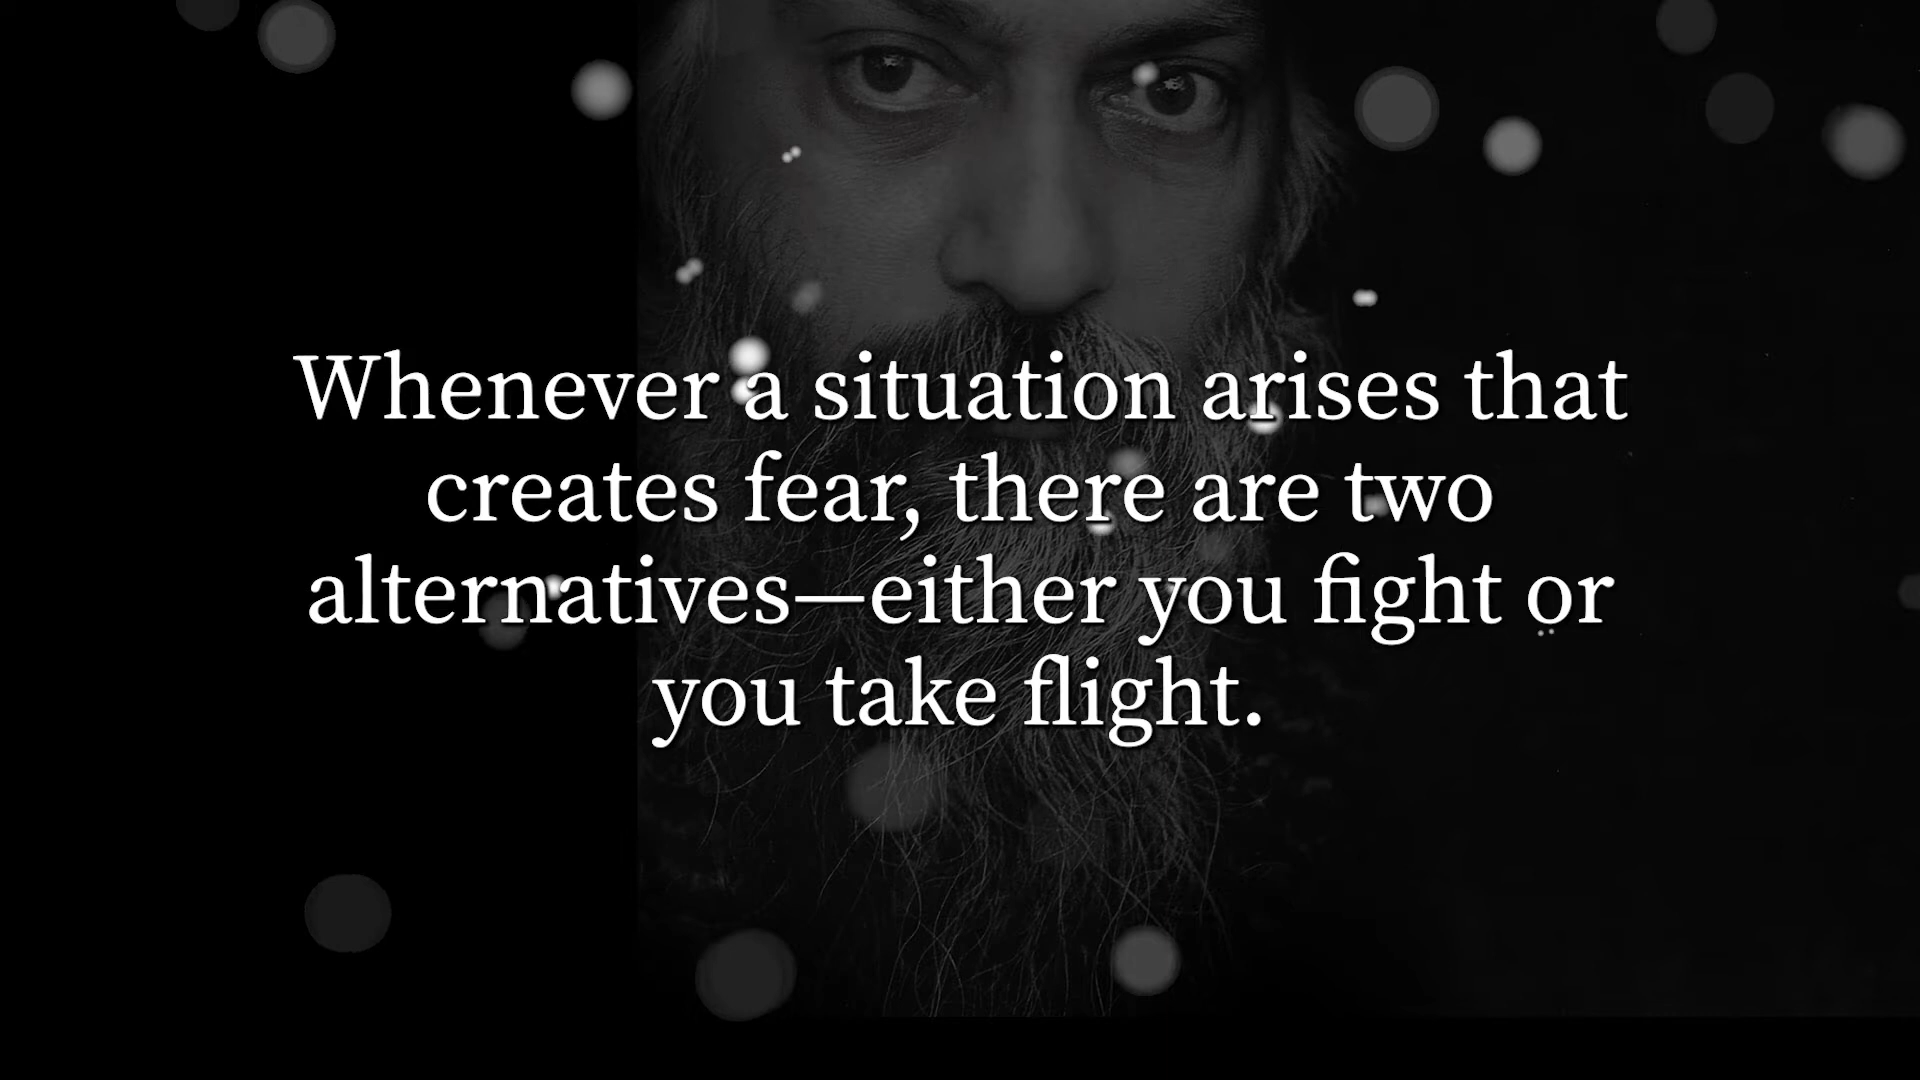 Whenever a situation arises that
creates fear, there are two
alternatives—either you fight or
you take flight.